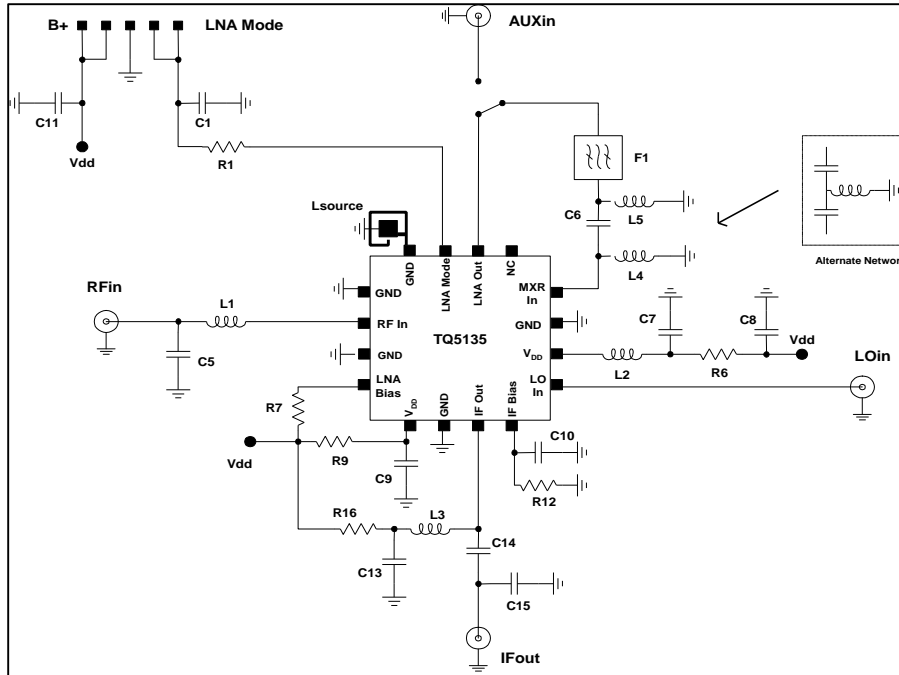 B+ LNA Mode AUXin
C11 C1
Vdd
R1
F1
Lsource
C6 L5
L4
Alternate Network
GND LNA Mode LNA Out NC
GND MXR In
RFin L1 RF In TQ5135 GND C7 C8 Vdd
C5 GND VDD L2 R6
LNA Bias LO In LOin
R7 VDD GND IF Out IF Bias
Vdd R9 C9 C10
R12
R16 L3
C14
C13
C15
IFout